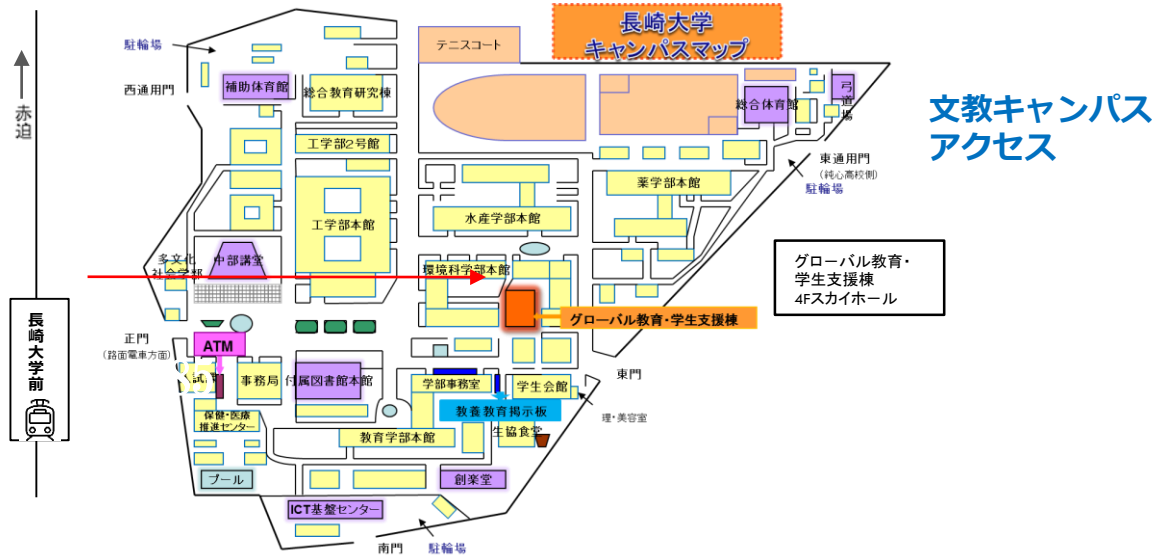 長崎大学
キャンパスマップ
文教キャンパス
アクセス
赤迫
駐輪場
西通用門
補助体育館
総合教育研究棟
テニスコート
総合体育館
弓道場
東通用門
(純心高校側)
駐輪場
工学部2号館
薬学部本館
工学部本館
水産学部本館
多文化
社会学部
中部講堂
環境科学部本館
グローバル教育・
学生支援棟
4Fスカイホール
グローバル教育・学生支援棟
長崎大学前
正門
(路面電車方面)
ATM
事務局
付属図書館本館
学部事務室
学生会館
東門
教養教育掲示板
理・美容室
保健・医療
推進センター
教育学部本館
生協食堂
プール
創楽堂
ICT基盤センター
南門
駐輪場